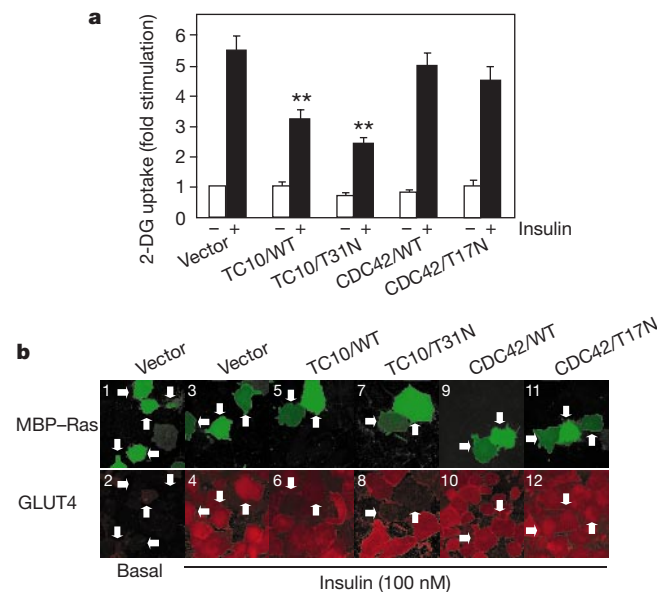 a
2-DG uptake (fold stimulation)
6
5
4
3
2
1
0
**
**
− + − + − + − + − + Insulin
Vector TC10/WT TC10/T31N CDC42/WT CDC42/T17N
b
Vector Vector TC10/WT TC10/T31N CDC42/WT CDC42/T17N
MBP–Ras 1 3 5 7 9 11
GLUT4 2 4 6 8 10 12
Basal Insulin (100 nM)